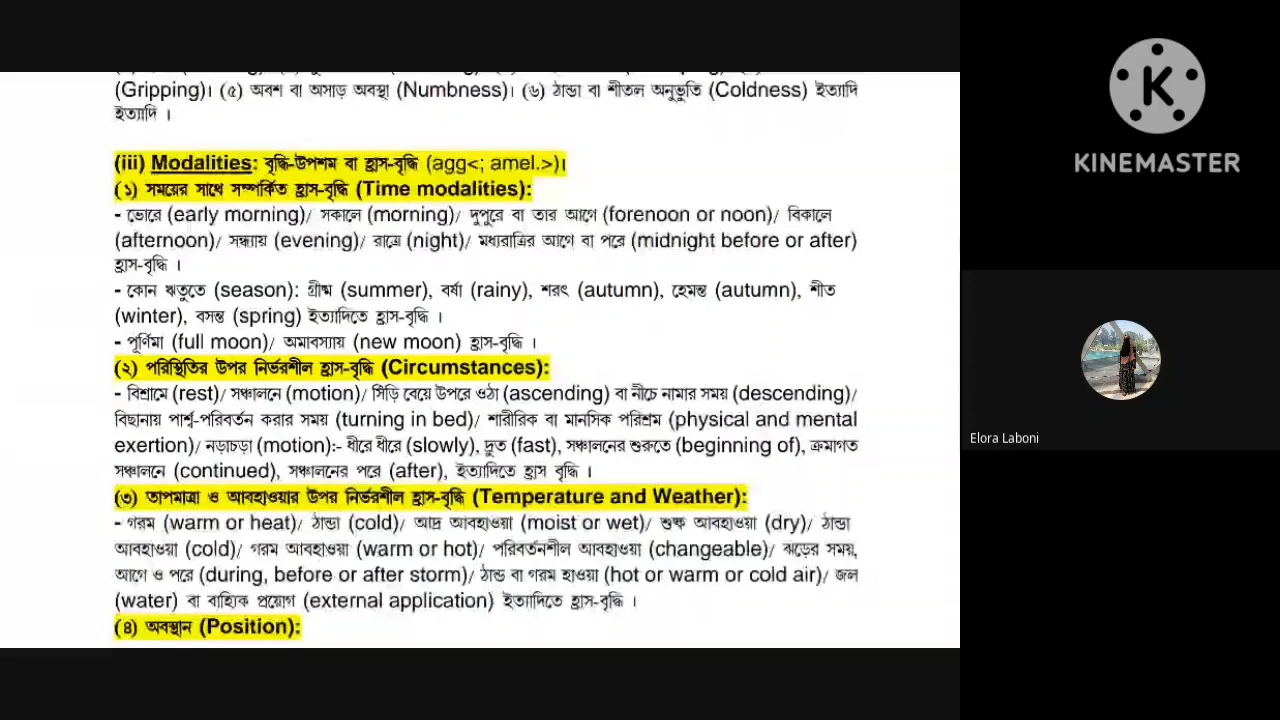 (Gripping)। (৫) অবশ বা অসাড় অবস্থা (Numbness)। (৬) ঠান্ডা বা শীতল অনুভুতি (Coldness) ইত্যাদি
ইত্যাদি ।
(iii) Modalities: বৃদ্ধি-উপশম বা হ্রাস-বৃদ্ধি (agg<; amel.>)।
(১) সময়ের সাথে সম্পর্কিত হ্রাস-বৃদ্ধি (Time modalities):
- ভোরে (early morning)/ সকালে (morning)/ দুপুরে বা তার আগে (forenoon or noon)/ বিকালে
(afternoon)/ সন্ধ্যায় (evening)/ রাত্রে (night)/ মধ্যরাত্রির আগে বা পরে (midnight before or after)
হ্রাস-বৃদ্ধি ।
- কোন ঋতুতে (season): গ্রীষ্ম (summer), বর্ষা (rainy), শরৎ (autumn), হেমন্ত (autumn), শীত
(winter), বসন্ত (spring) ইত্যাদিতে হ্রাস-বৃদ্ধি ।
- পূর্ণিমা (full moon)/ অমাবস্যায় (new moon) হ্রাস-বৃদ্ধি ।
(২) পরিস্থিতির উপর নির্ভরশীল হ্রাস-বৃদ্ধি (Circumstances):
- বিশ্রামে (rest)/ সঞ্চালনে (motion)/ সিঁড়ি বেয়ে উপরে ওঠা (ascending) বা নীচে নামার সময় (descending)/
বিছানায় পার্শ্ব-পরিবর্তন করার সময় (turning in bed)/ শারীরিক বা মানসিক পরিশ্রম (physical and mental
exertion)/ নড়াচড়া (motion):- ধীরে ধীরে (slowly), দ্রুত (fast), সঞ্চালনের শুরুতে (beginning of), ক্রমাগত
সঞ্চালনে (continued), সঞ্চালনের পরে (after), ইত্যাদিতে হ্রাস বৃদ্ধি ।
(৩) তাপমাত্রা ও আবহাওয়ার উপর নির্ভরশীল হ্রাস-বৃদ্ধি (Temperature and Weather):
- গরম (warm or heat)/ ঠান্ডা (cold)/ আদ্র আবহাওয়া (moist or wet)/ শুষ্ক আবহাওয়া (dry)/ ঠান্ডা
আবহাওয়া (cold)/ গরম আবহাওয়া (warm or hot)/ পরিবর্তনশীল আবহাওয়া (changeable)/ ঝড়ের সময়,
আগে ও পরে (during, before or after storm)/ ঠান্ড বা গরম হাওয়া (hot or warm or cold air)/ জল
(water) বা বাহ্যিক প্রয়োগ (external application) ইত্যাদিতে হ্রাস-বৃদ্ধি ।
(৪) অবস্থান (Position):
KINEMASTER
Elora Laboni